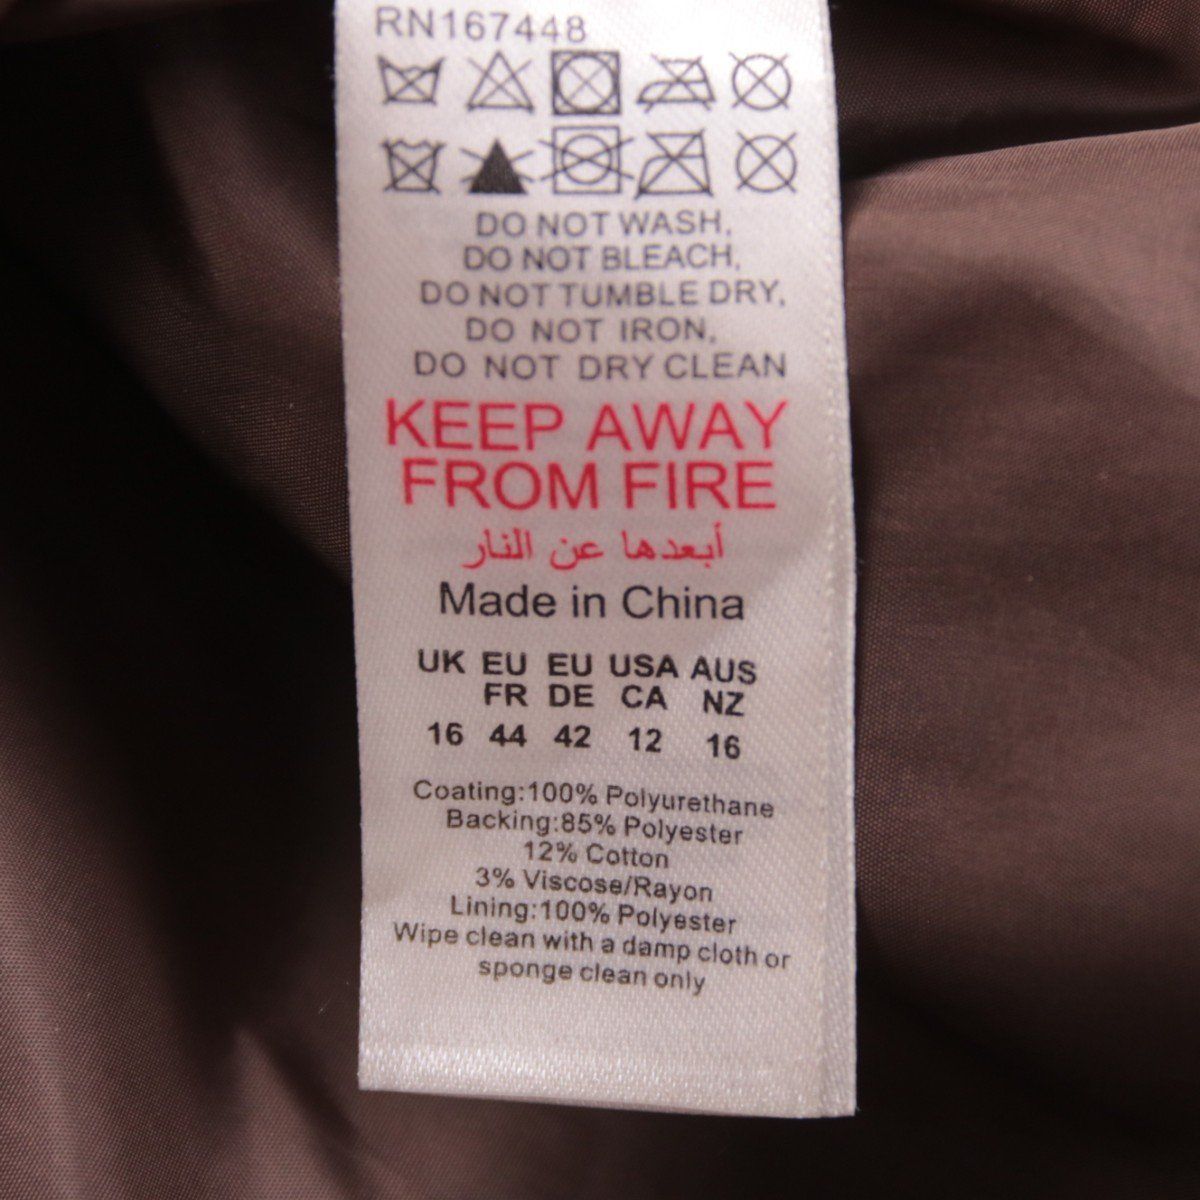 RN167448
DO NOT WASH,
DO NOT BLEACH,
DO NOT TUMBLE DRY,
DO NOT IRON,
DO NOT DRY CLEAN
KEEP AWAY
FROM FIRE
أبعدها عن النار
Made in China
UK EU EU USA AUS
FR DE CA NZ
16 44 42 12 16
Coating:100% Polyurethane
Backing:85% Polyester
12% Cotton
3% Viscose/Rayon
Lining:100% Polyester
Wipe clean with a damp cloth or
sponge clean only